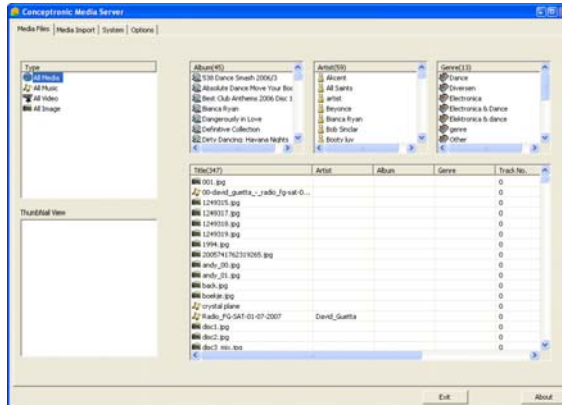 Conceptronic Media Server
Media Files Media Import System Options
Type
All Media
All Music
All Video
All Image
Thumbnail View
Album(45)
538 Dance Smash 2006/3
Absolute Dance Move Your Boo
Best Club Anthems 2006 Disc 1
Bianca Ryan
Dangerously in Love
Definitive Collection
Dirty Dancing: Havana Nights
Artist(59)
Akcent
All Saints
artist
Beyonce
Bianca Ryan
Bob Sinclar
Booty luv
Genre(13)
Dance
Diversen
Electronica
Electronica & Dance
Elektronica & dance
genre
Other
Title(347) Artist Album Genre Track No.
001.jpg 0
00-david_guetta_-_radio_fg-sat-0... 0
1249315.jpg 0
1249317.jpg 0
1249318.jpg 0
1249319.jpg 0
1994.jpg 0
2005741762319265.jpg 0
andy_00.jpg 0
andy_01.jpg 0
back.jpg 0
boekje.jpg 0
crystal plane 0
Radio_FG-SAT-01-07-2007 David_Guetta 0
disc1.jpg 0
disc2.jpg 0
disc3_mix.jpg 0
Exit About